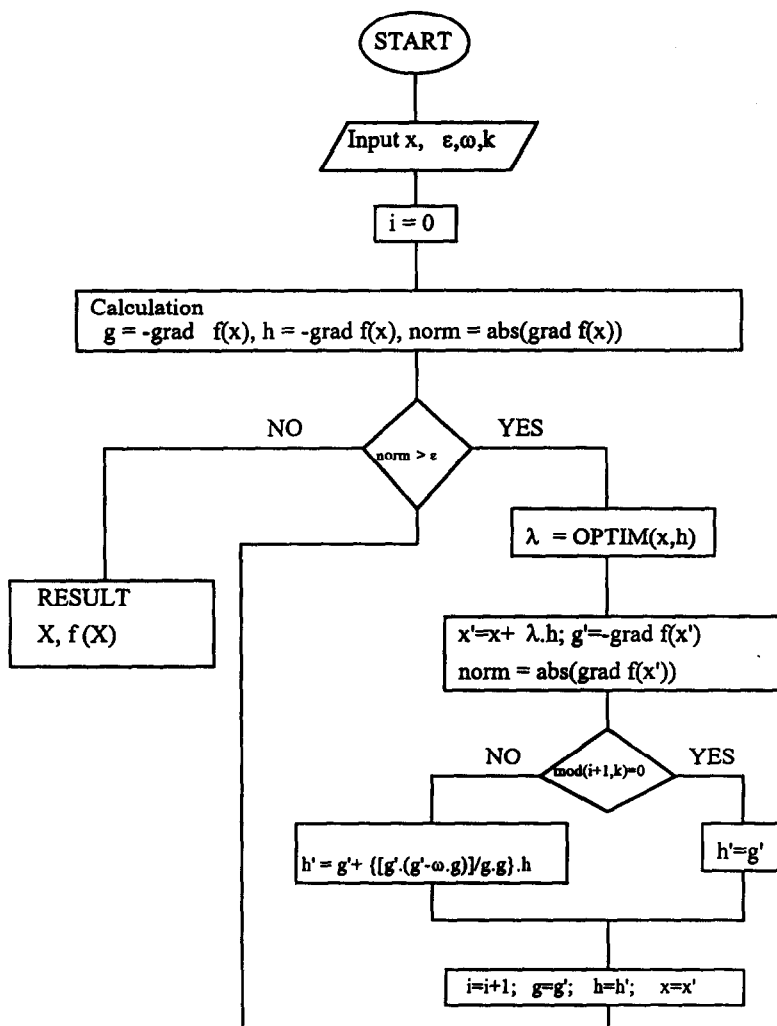 START
Input x, ε,ω,k
i = 0
Calculation
g = -grad f(x), h = -grad f(x), norm = abs(grad f(x))
NO
YES
norm > ε
λ = OPTIM(x,h)
RESULT
X, f (X)
x'=x+ λ.h; g'=-grad f(x')
norm = abs(grad f(x'))
NO
YES
mod(i+1,k)=0
h' = g'+ {[g'.(g'-ω.g)]/g.g}.h
h'=g'
i=i+1; g=g'; h=h'; x=x'